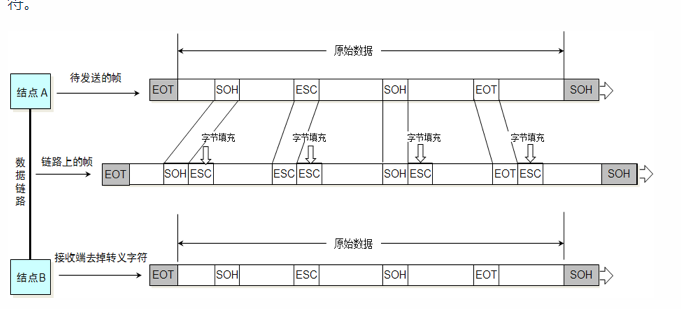 符。
原始数据
结点A
待发送的帧
EOT SOH ESC SOH EOT SOH
字节填充 字节填充 字节填充 字节填充
数据链路
链路上的帧
EOT SOH ESC ESC ESC SOH ESC EOT ESC SOH
原始数据
结点B
接收端去掉转义字符
EOT SOH ESC SOH EOT SOH